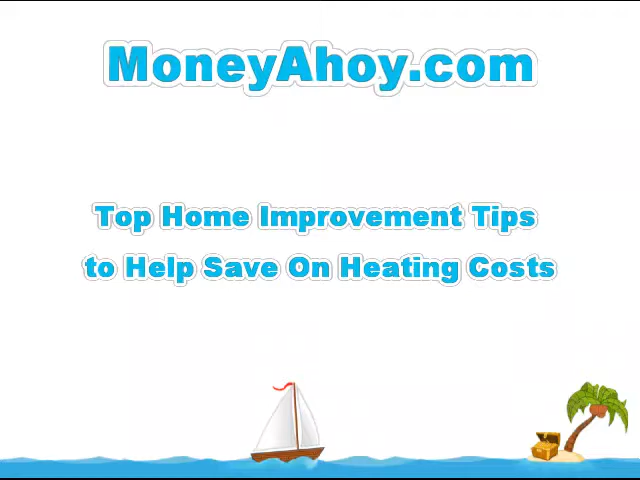 MoneyAhoy.com
Top Home Improvement Tips
to Help Save On Heating Costs